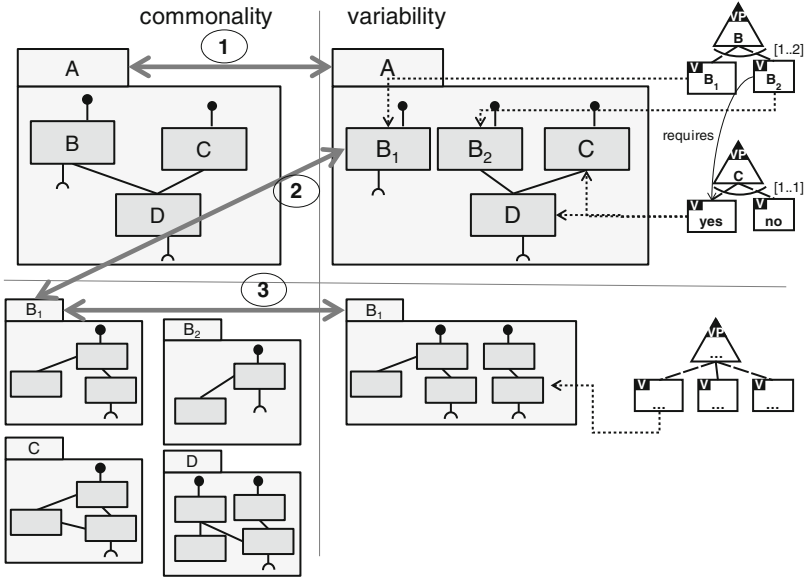 commonality
variability
1
A
A
B
C
D
B₁
B₂
C
D
VP
B
[1..2]
V
B₁
V
B₂
requires
VP
C
[1..1]
V
yes
V
no
2
3
B₁
B₂
C
D
B₁
VP
...
V
...
V
...
V
...